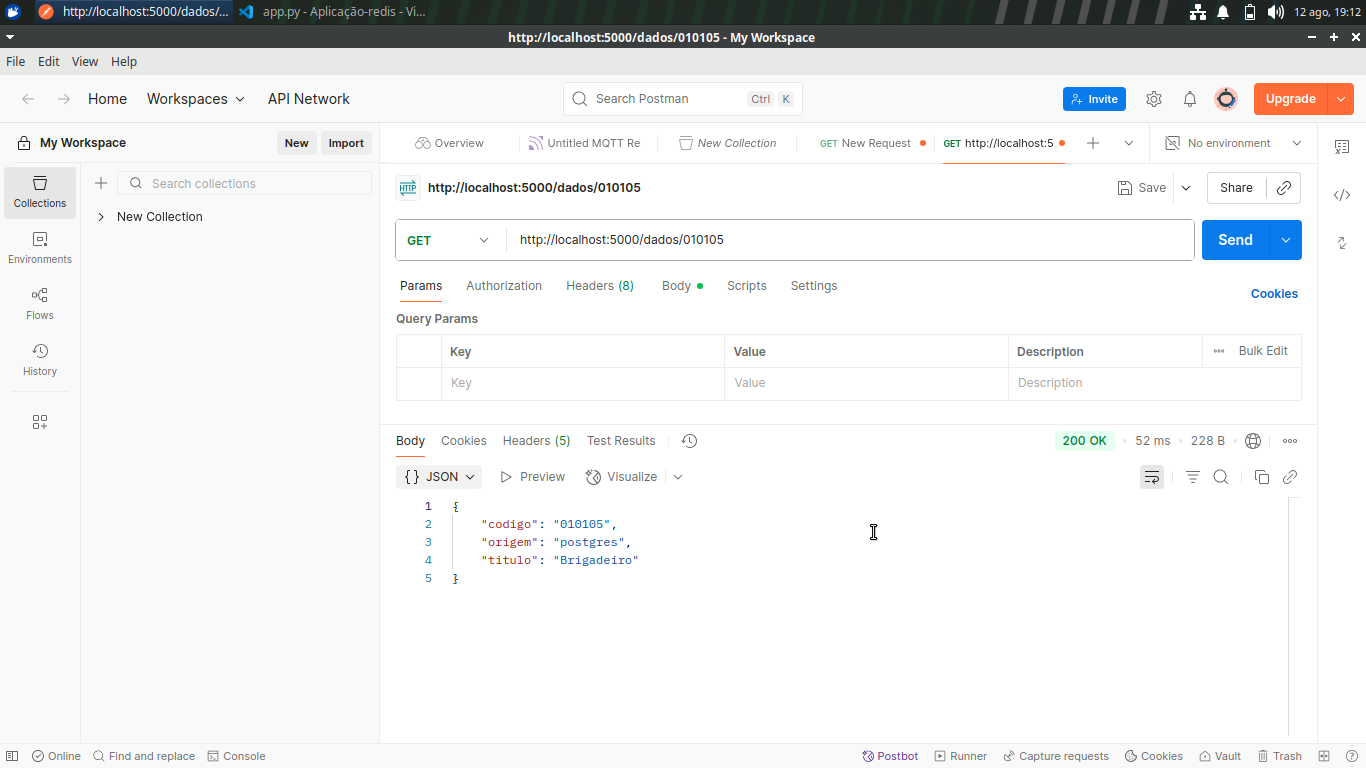 http://localhost:5000/dados/...
app.py - Aplicação-redis - Vi...
12 ago, 19:12
http://localhost:5000/dados/010105 - My Workspace
File Edit View Help
Home Workspaces API Network
Search Postman Ctrl K
Invite
Upgrade
My Workspace New Import
Overview Untitled MQTT Re New Collection GET New Request GET http://localhost:5 No environment
Collections
Search collections
New Collection
Environments
Flows
History
HTTP http://localhost:5000/dados/010105 Save Share
GET http://localhost:5000/dados/010105 Send
Params Authorization Headers (8) Body Scripts Settings Cookies
Query Params
Key Value Description Bulk Edit
Key Value Description
Body Cookies Headers (5) Test Results 200 OK 52 ms 228 B
{} JSON Preview Visualize
1 {
2 "codigo": "010105",
3 "origem": "postgres",
4 "titulo": "Brigadeiro"
5 }
Online Find and replace Console Postbot Runner Capture requests Cookies Vault Trash